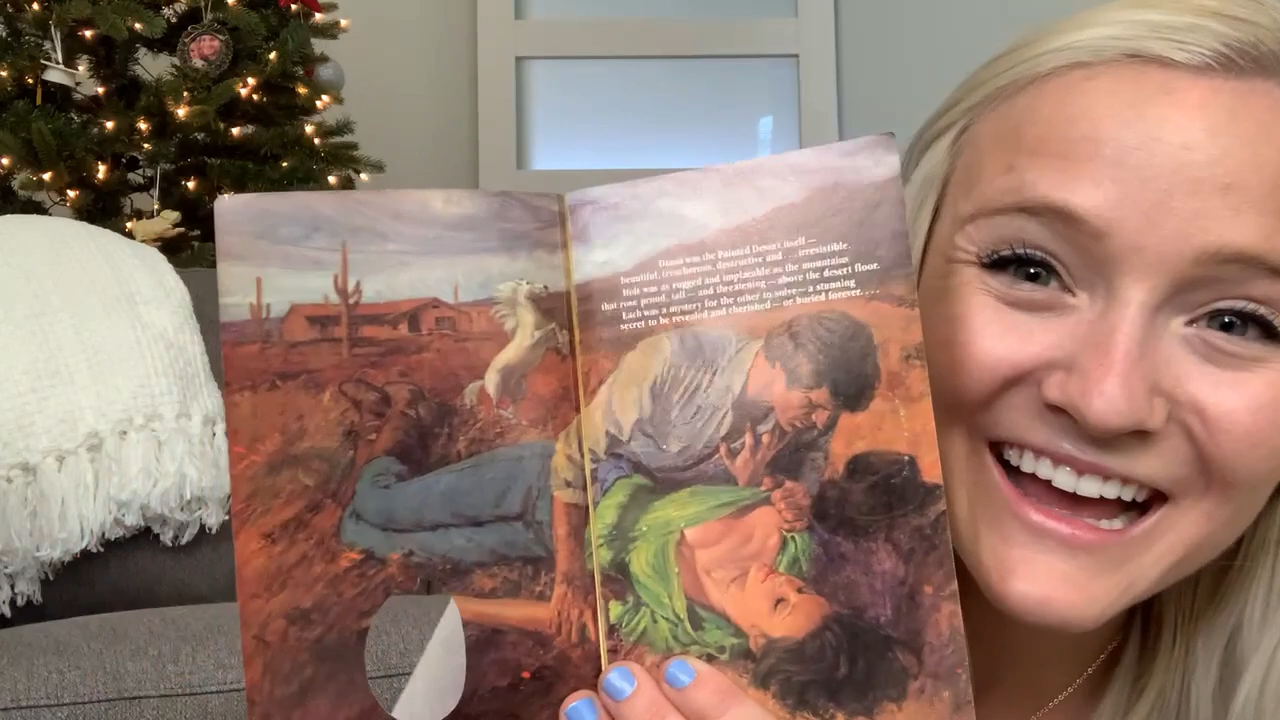 Diana was the Painted Desert itself —
beautiful, treacherous, destructive and . . . irresistible.
Holt was as rugged and implacable as the mountains
that rose proud, tall — and threatening — above the desert floor.
Each was a mystery for the other to solve — a stunning
secret to be revealed and cherished — or buried forever. . . .